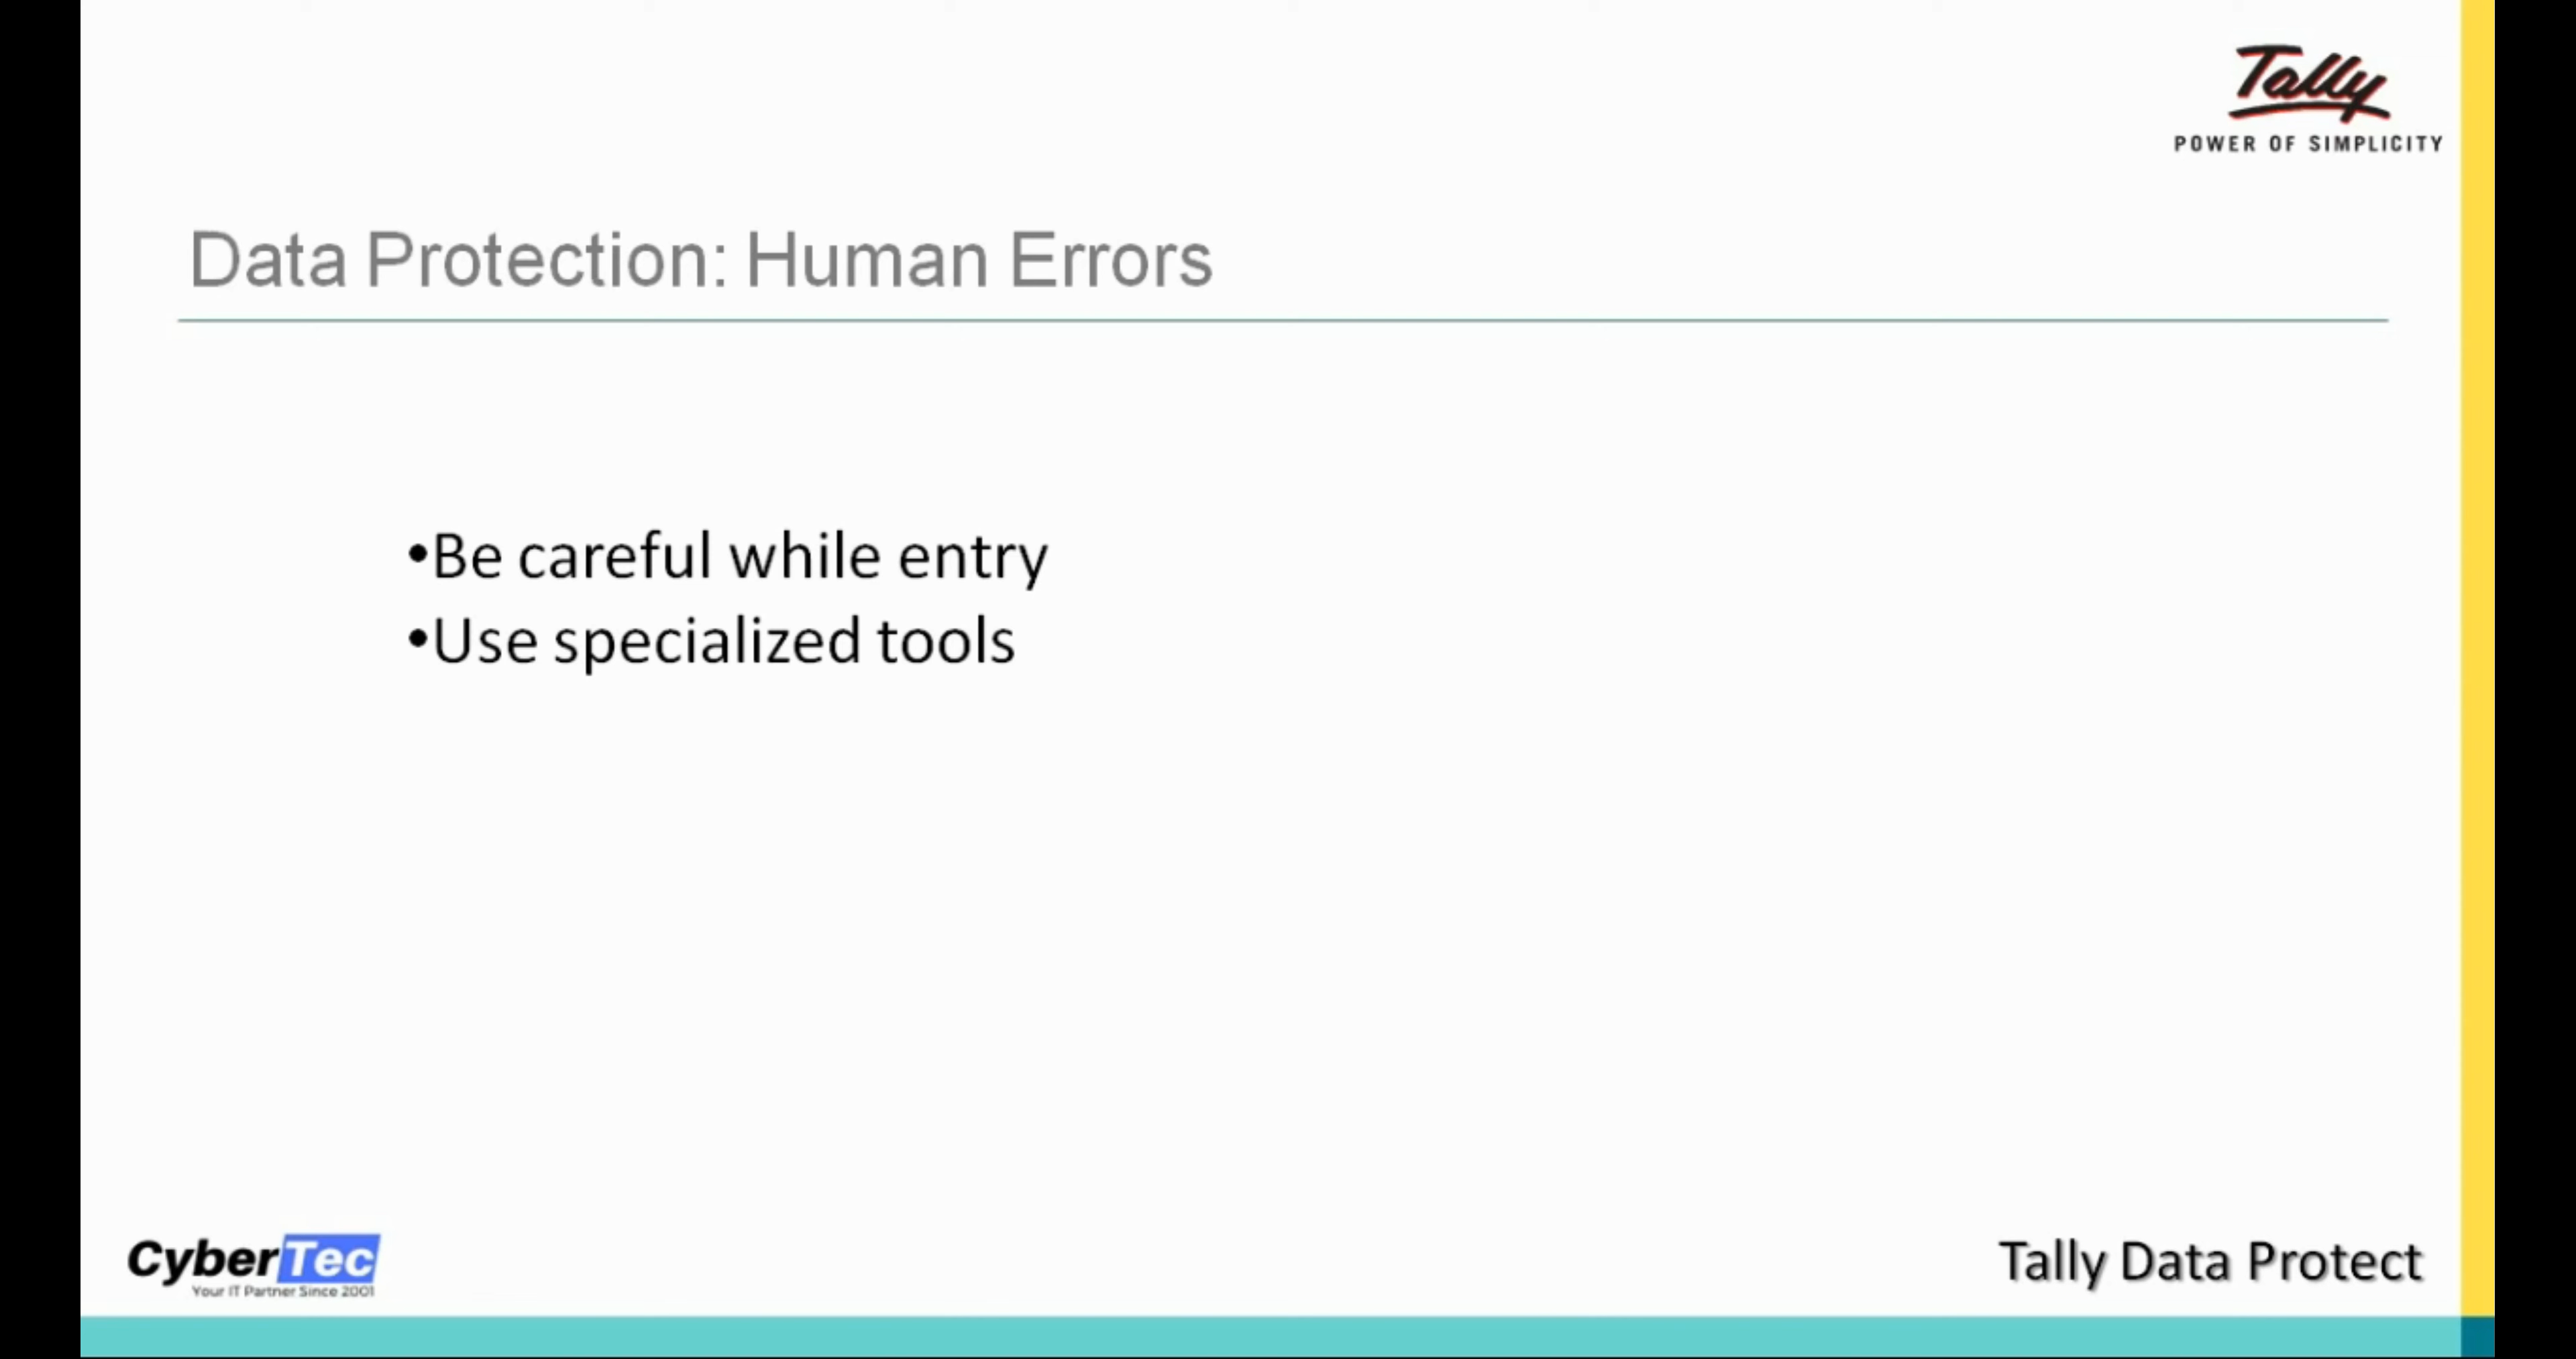 Tally
POWER OF SIMPLICITY
Data Protection: Human Errors
•Be careful while entry
•Use specialized tools
CyberTec
Your IT Partner Since 2001
Tally Data Protect